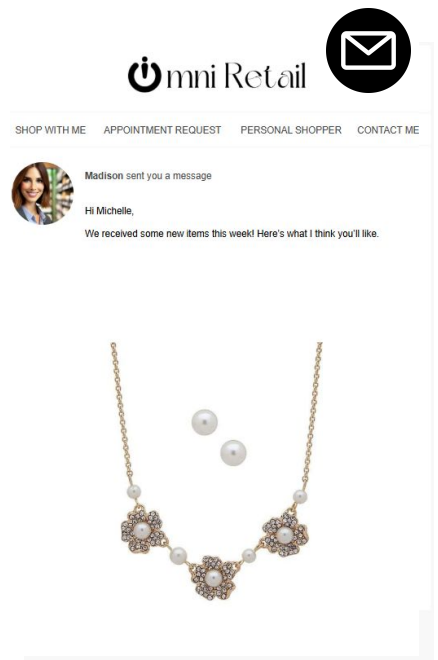 Omni Retail
SHOP WITH ME APPOINTMENT REQUEST PERSONAL SHOPPER CONTACT ME
Madison sent you a message
Hi Michelle,
We received some new items this week! Here's what I think you'll like.